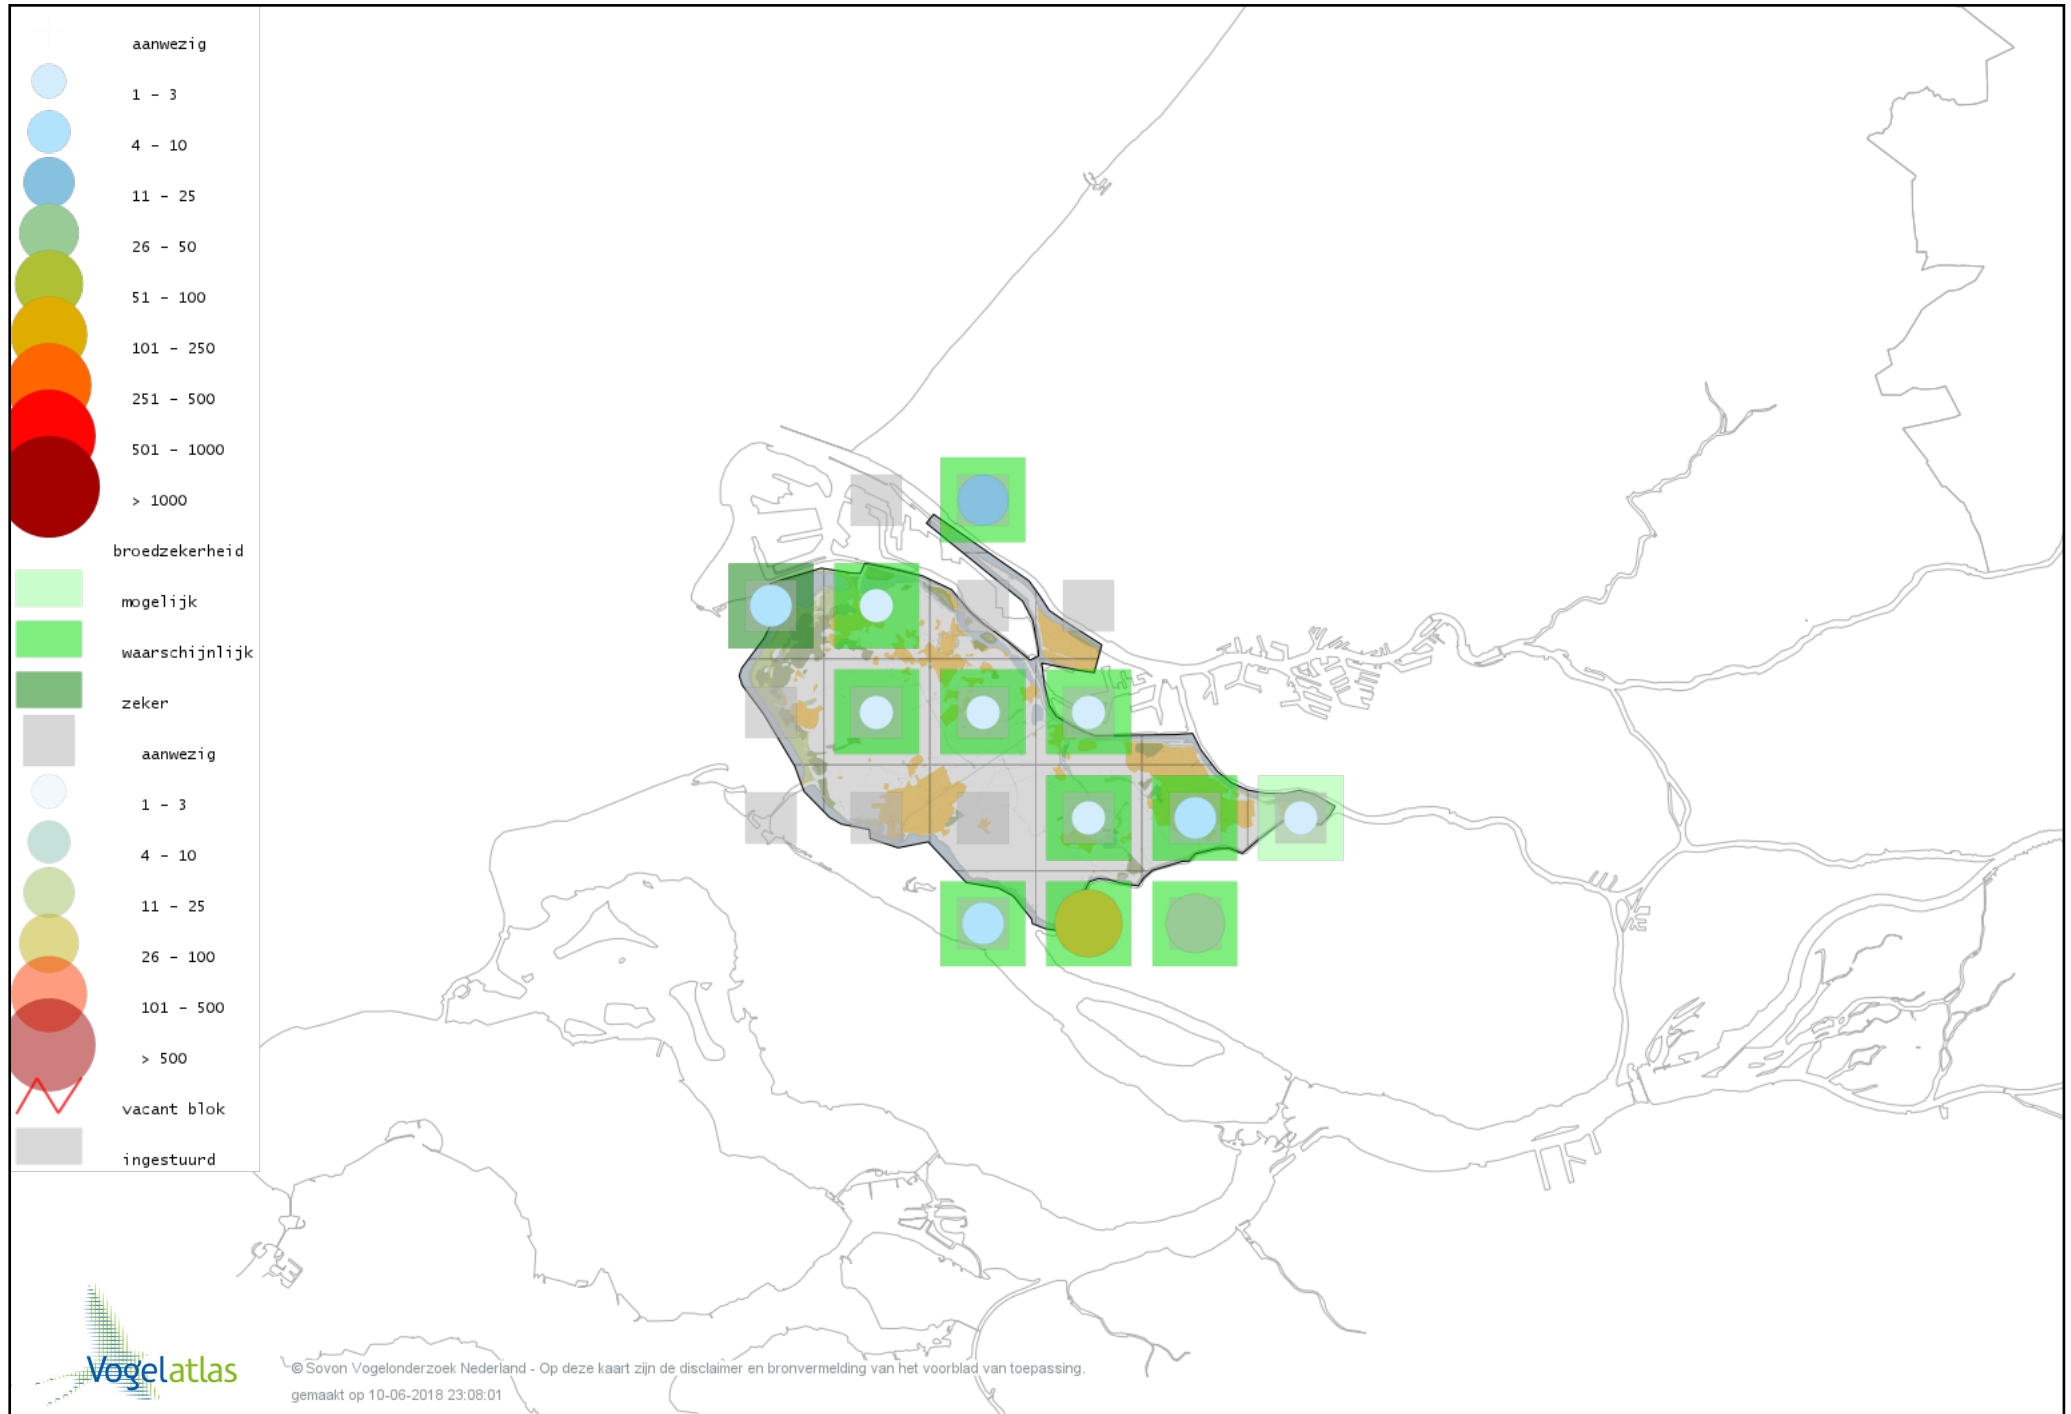 aanwezig
1 - 3
4 - 10
11 - 25
26 - 50
51 - 100
101 - 250
251 - 500
501 - 1000
> 1000
broedzekerheid
mogelijk
waarschijnlijk
zeker
aanwezig
1 - 3
4 - 10
11 - 25
26 - 100
101 - 500
> 500
vacant blok
ingestuurd
Vogelatlas
© Sovon Vogelonderzoek Nederland - Op deze kaart zijn de disclaimer en bronvermelding van het voorblad van toepassing.
gemaakt op 10-06-2018 23:08:01